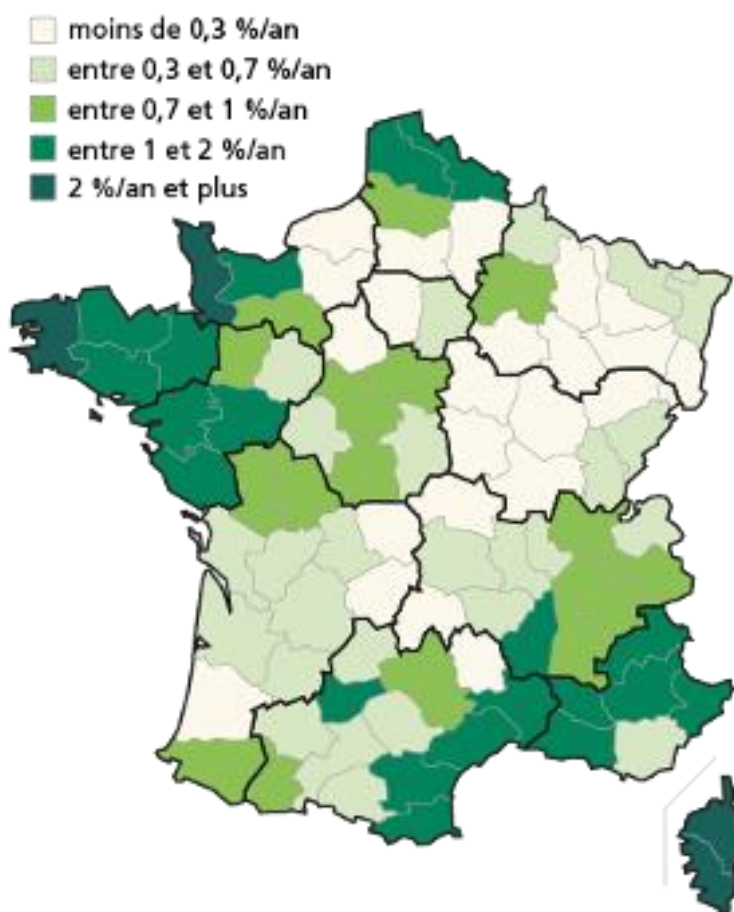 moins de 0,3 %/an
entre 0,3 et 0,7 %/an
entre 0,7 et 1 %/an
entre 1 et 2 %/an
2 %/an et plus